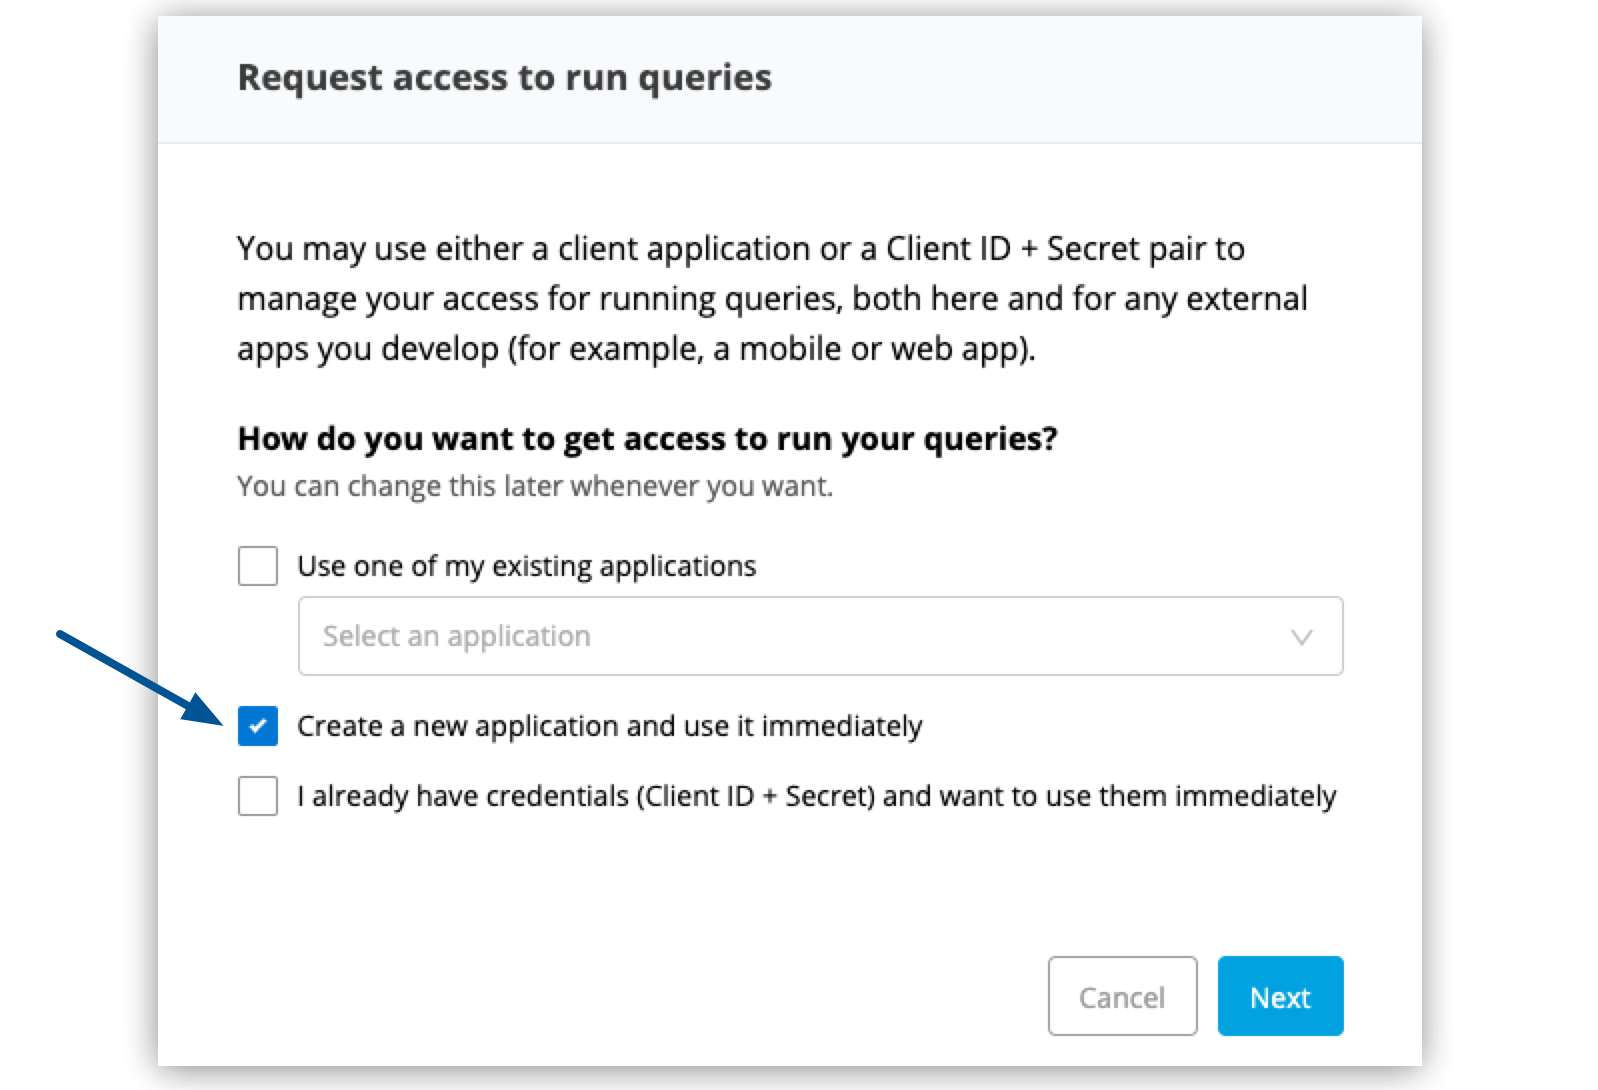 Request access to run queries
You may use either a client application or a Client ID + Secret pair to
manage your access for running queries, both here and for any external
apps you develop (for example, a mobile or web app).
How do you want to get access to run your queries?
You can change this later whenever you want.
Use one of my existing applications
Select an application
Create a new application and use it immediately
I already have credentials (Client ID + Secret) and want to use them immediately
Cancel
Next